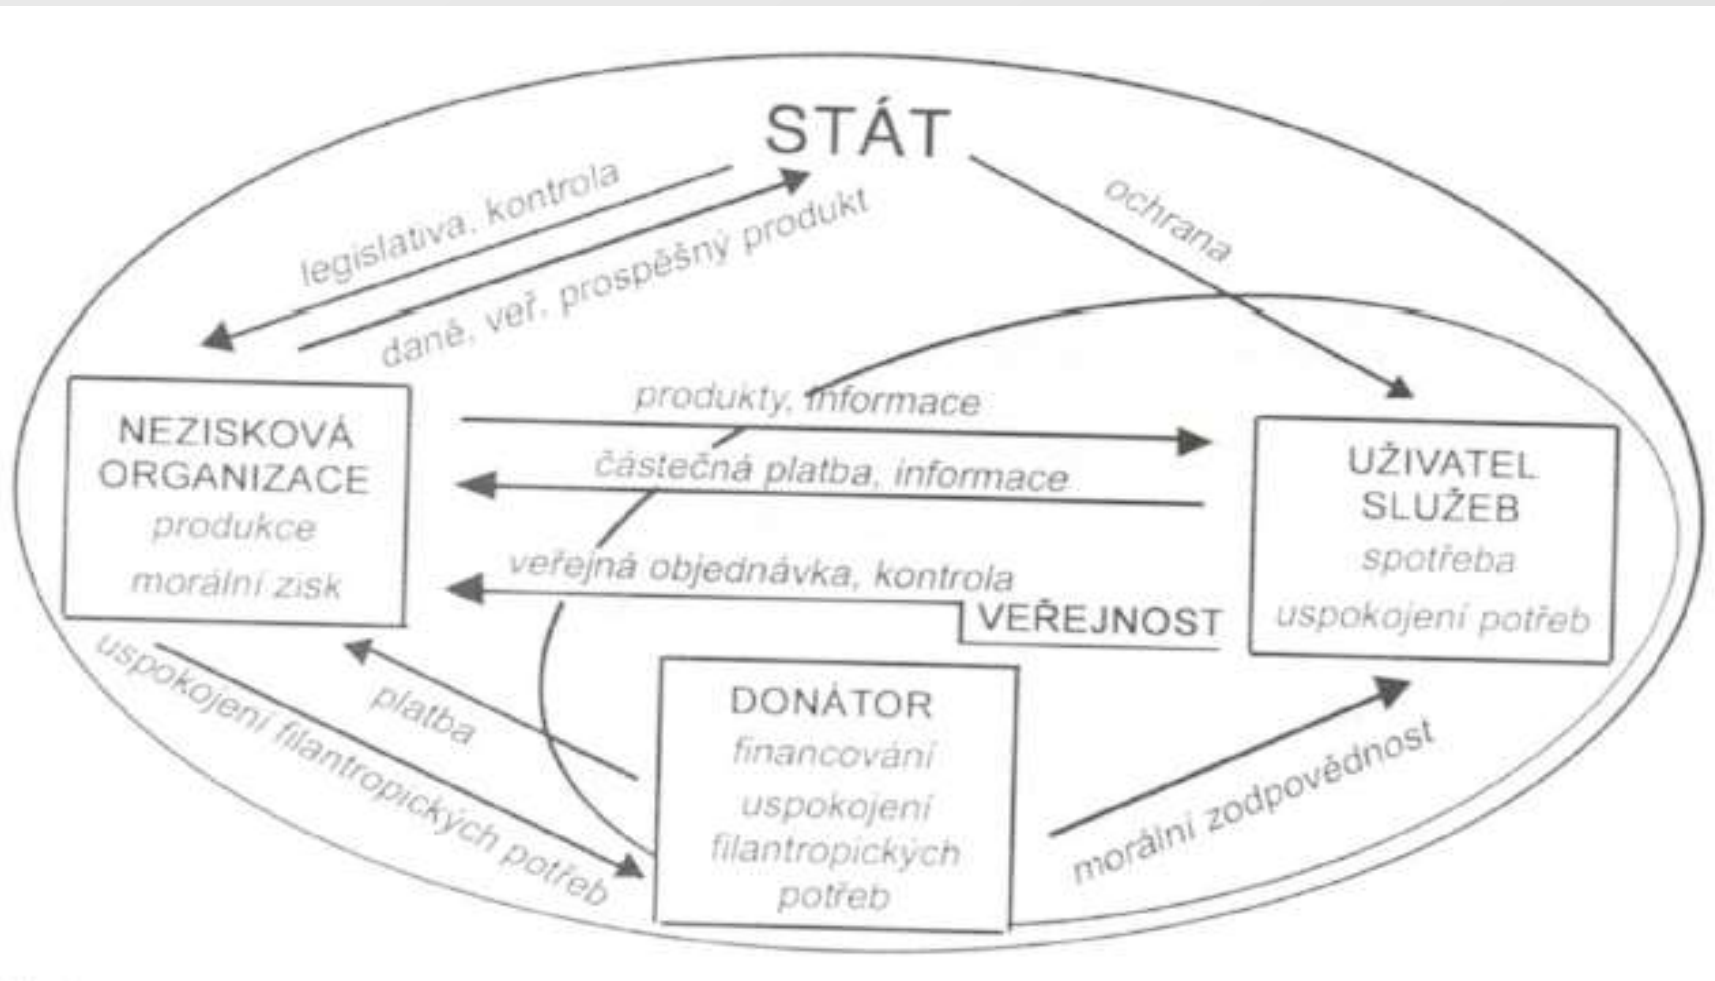 STÁT
legislativa, kontrola
daně, veř, prospěšný produkt
ochrana
NEZISKOVÁ
ORGANIZACE
produkce
morální zisk
produkty, informace
částečná platba, informace
veřejná objednávka, kontrola
VEŘEJNOST
UŽIVATEL
SLUŽEB
spotřeba
uspokojení potřeb
uspokojení filantropických potřeb
platba
DONÁTOR
financování
uspokojení
filantropických
potřeb
morální zodpovědnost